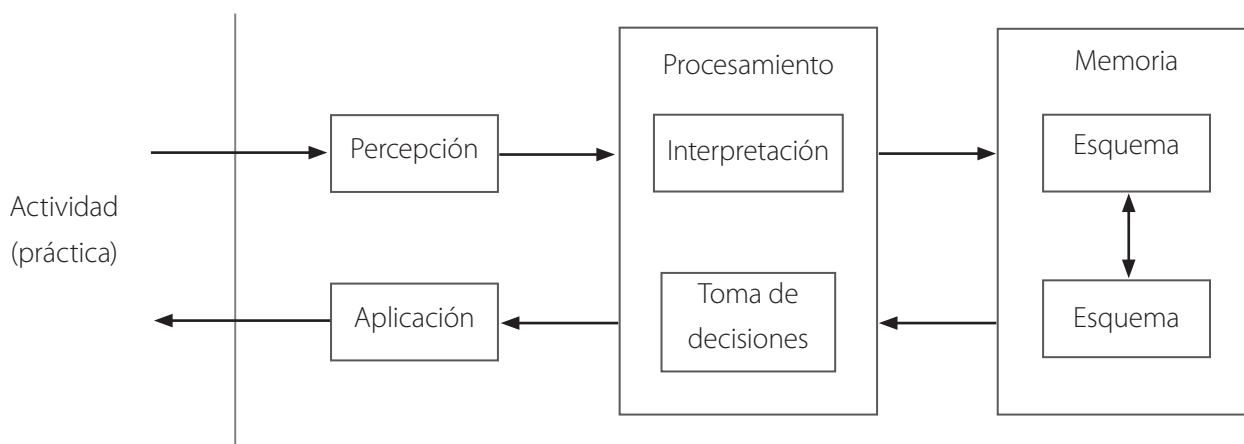 Procesamiento
Memoria
Percepción
Interpretación
Esquema
Actividad
(práctica)
Aplicación
Toma de
decisiones
Esquema